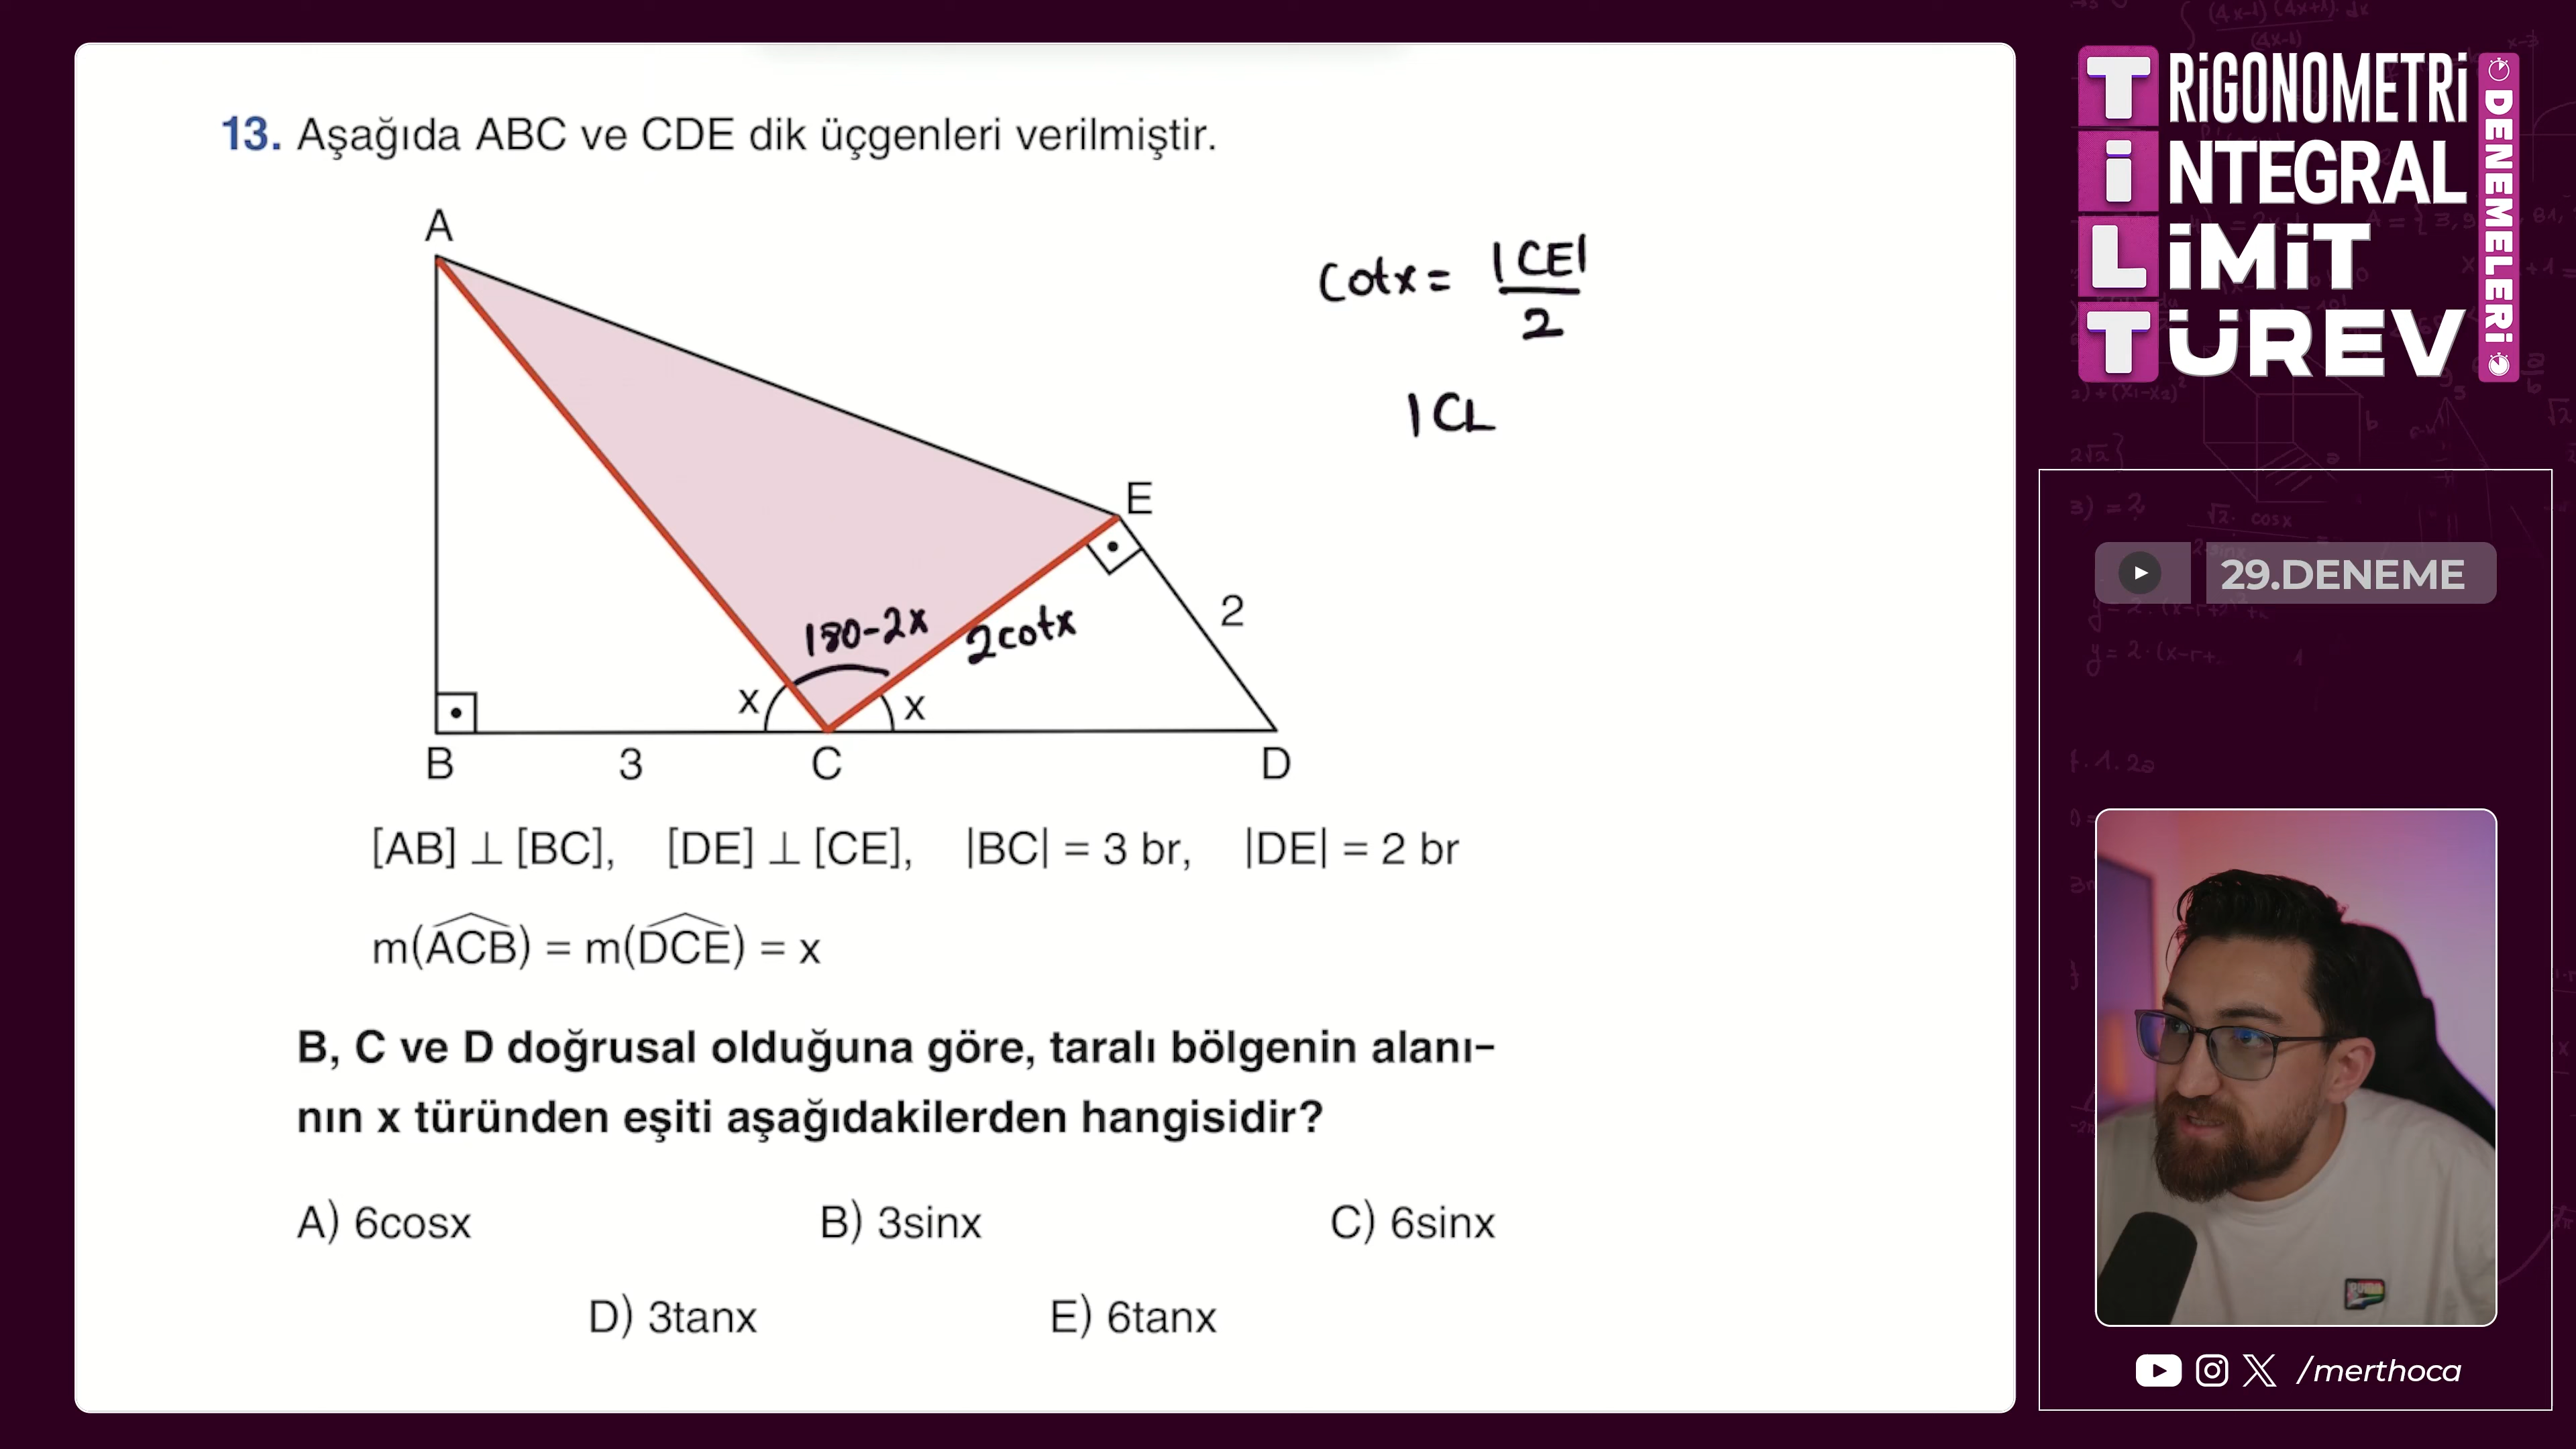 13. Aşağıda ABC ve CDE dik üçgenleri verilmiştir.
A
cotx = |CE| / 2
|CL
E
2
180-2x
2cotx
x
x
B
3
C
D
[AB] ⊥ [BC], [DE] ⊥ [CE], |BC| = 3 br, |DE| = 2 br
m(ACB) = m(DCE) = x
B, C ve D doğrusal olduğuna göre, taralı bölgenin alanı-
nın x türünden eşiti aşağıdakilerden hangisidir?
A) 6cosx
B) 3sinx
C) 6sinx
D) 3tanx
E) 6tanx
TRiGONOMETRi
iNTEGRAL
LiMiT
TÜREV
DENEMELERi
29.DENEME
/merthoca